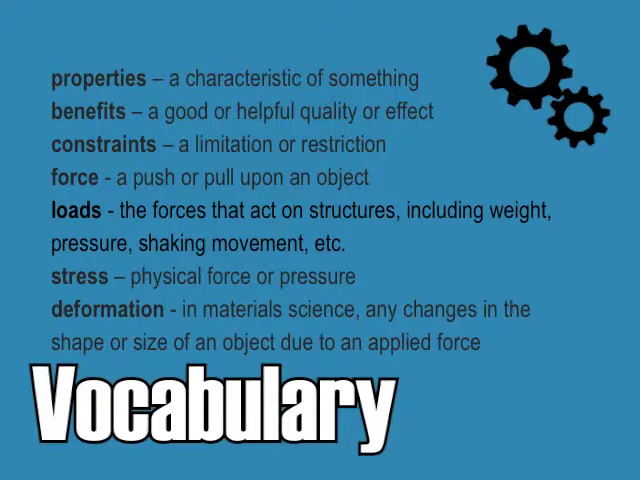 properties – a characteristic of something
benefits – a good or helpful quality or effect
constraints – a limitation or restriction
force - a push or pull upon an object
loads - the forces that act on structures, including weight,
pressure, shaking movement, etc.
stress – physical force or pressure
deformation - in materials science, any changes in the
shape or size of an object due to an applied force
Vocabulary